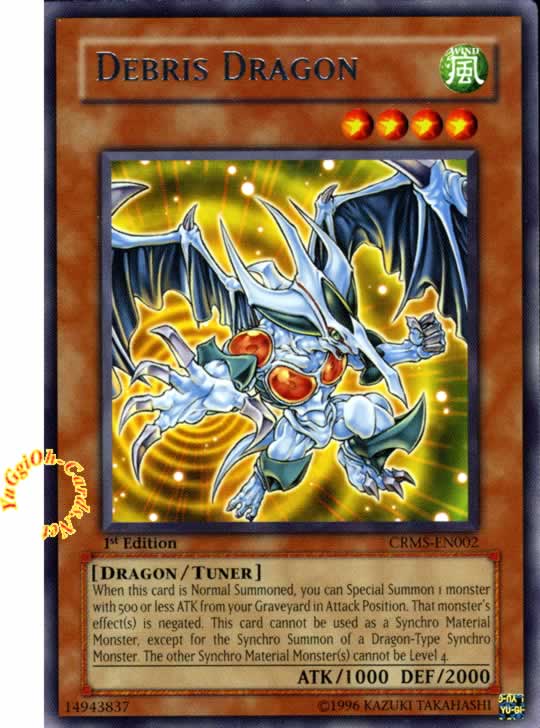 DEBRIS DRAGON
WIND
風
1st Edition
CRMS-EN002
[DRAGON/TUNER]
When this card is Normal Summoned, you can Special Summon 1 monster
with 500 or less ATK from your Graveyard in Attack Position. That monster's
effect(s) is negated. This card cannot be used as a Synchro Material
Monster, except for the Synchro Summon of a Dragon-Type Synchro
Monster. The other Synchro Material Monster(s) cannot be Level 4.
ATK/1000 DEF/2000
14943837
©1996 KAZUKI TAKAHASHI
YuGgiOh-Cards.Net